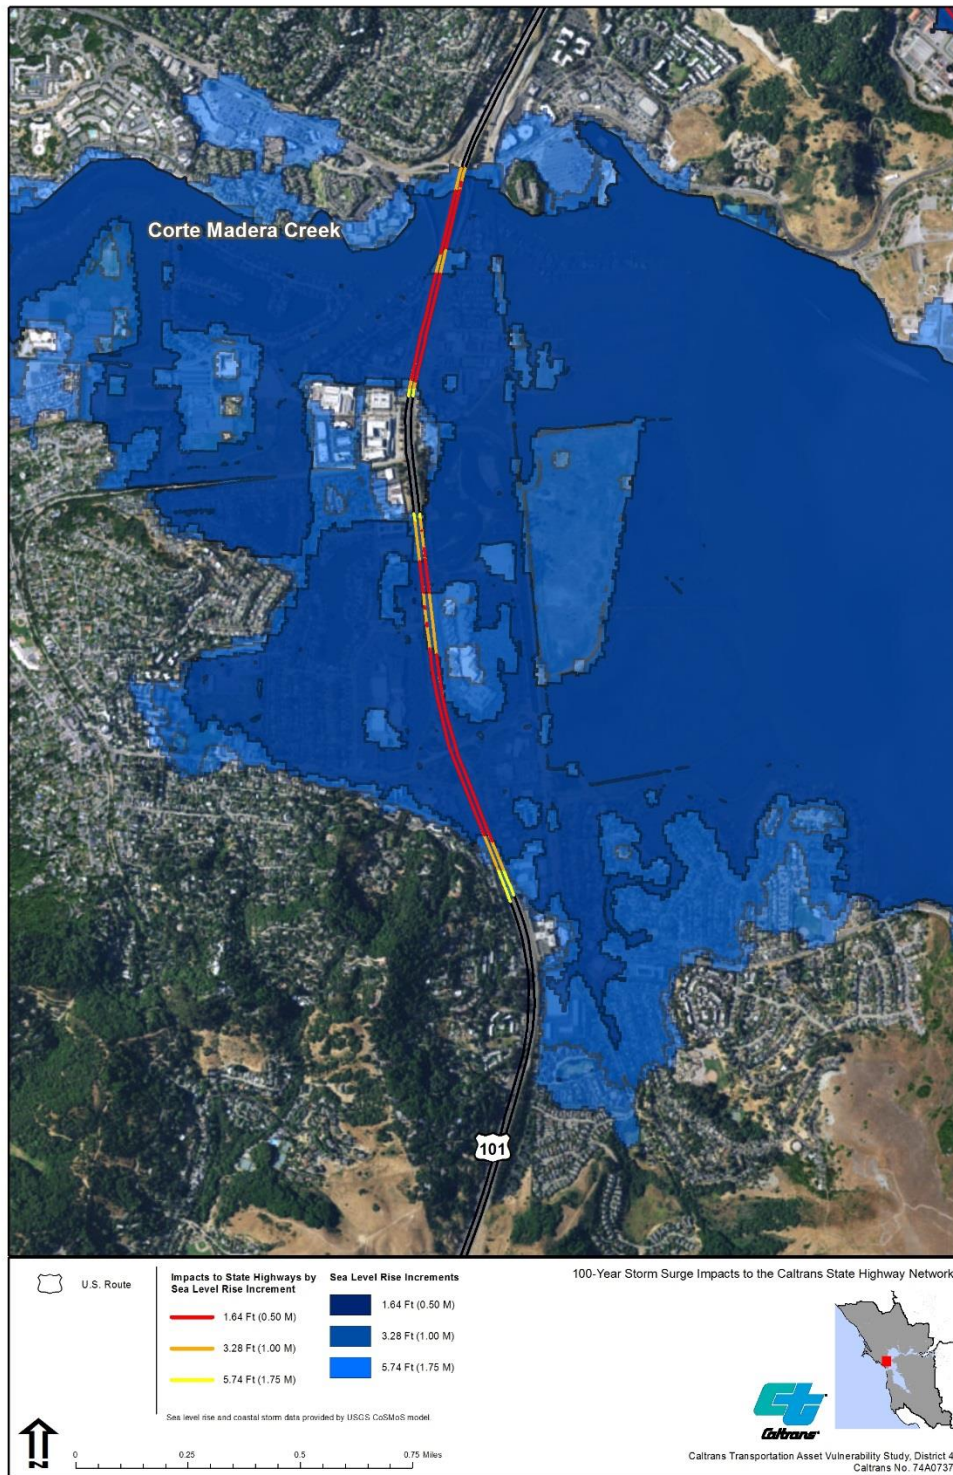 Corte Madera Creek
101
U.S. Route
Impacts to State Highways by
Sea Level Rise Increment
1.64 Ft (0.50 M)
3.28 Ft (1.00 M)
5.74 Ft (1.75 M)
Sea Level Rise Increments
1.64 Ft (0.50 M)
3.28 Ft (1.00 M)
5.74 Ft (1.75 M)
Sea level rise and coastal storm data provided by USGS CoSMoS model.
N
0 0.25 0.5 0.75 Miles
100-Year Storm Surge Impacts to the Caltrans State Highway Network
Caltrans
Caltrans Transportation Asset Vulnerability Study, District 4
Caltrans No. 74A0737